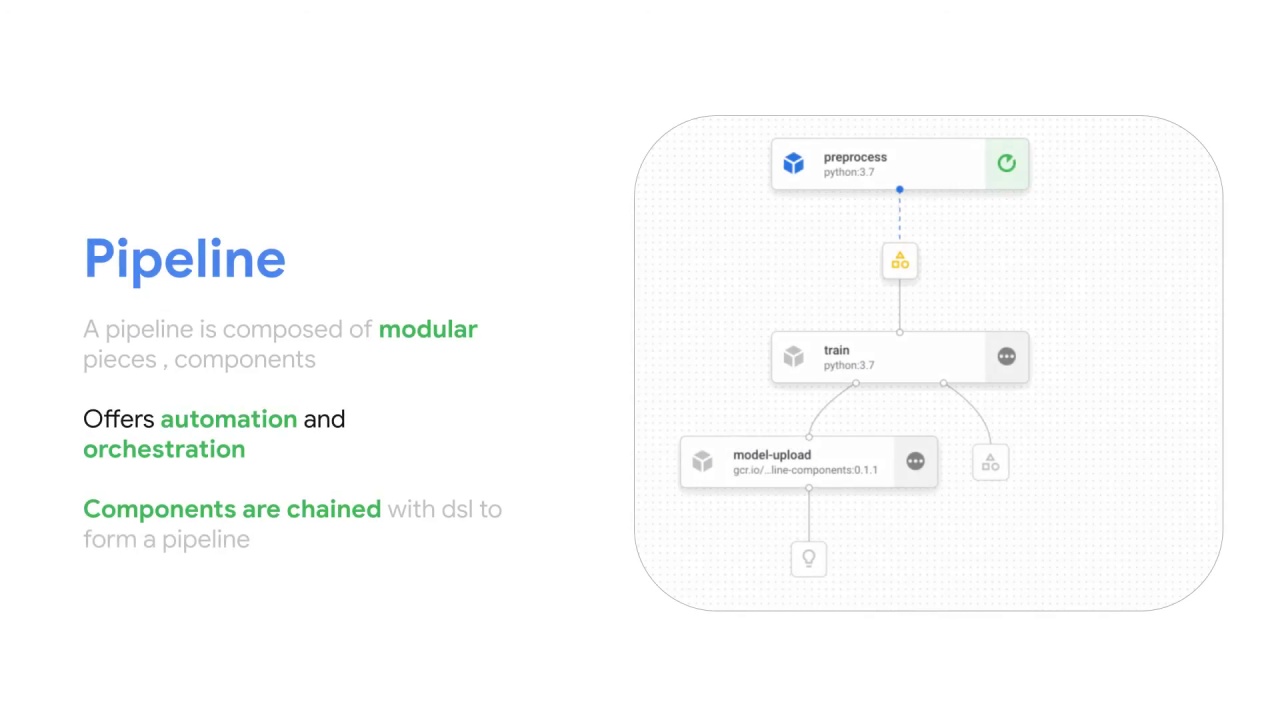 Pipeline
A pipeline is composed of modular
pieces , components
Offers automation and
orchestration
Components are chained with dsl to
form a pipeline
preprocess
python:3.7
train
python:3.7
model-upload
gcr.io/...line-components:0.1.1